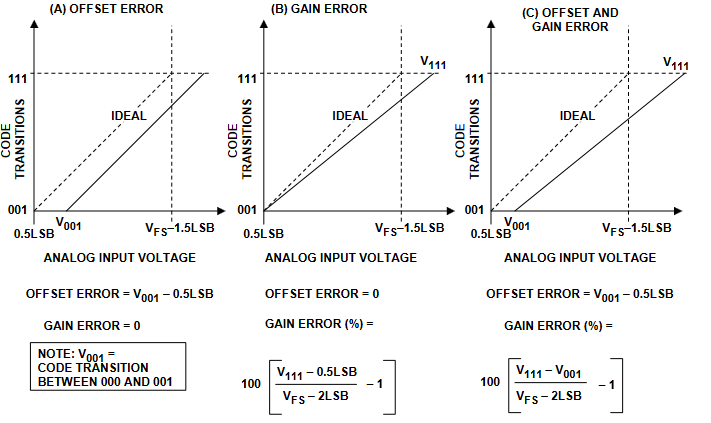 (A) OFFSET ERROR
111
CODE
TRANSITIONS
IDEAL
001
V001
0.5LSB
VFS–1.5LSB
ANALOG INPUT VOLTAGE
OFFSET ERROR = V001 – 0.5LSB
GAIN ERROR = 0
NOTE: V001 =
CODE TRANSITION
BETWEEN 000 AND 001
(B) GAIN ERROR
V111
111
CODE
TRANSITIONS
IDEAL
001
0.5LSB
VFS–1.5LSB
ANALOG INPUT VOLTAGE
OFFSET ERROR = 0
GAIN ERROR (%) =
100 [ V111 – 0.5LSB
VFS – 2LSB
– 1 ]
(C) OFFSET AND
GAIN ERROR
V111
111
CODE
TRANSITIONS
IDEAL
001
V001
0.5LSB
VFS–1.5LSB
ANALOG INPUT VOLTAGE
OFFSET ERROR = V001 – 0.5LSB
GAIN ERROR (%) =
100 [ V111 – V001
VFS – 2LSB
– 1 ]